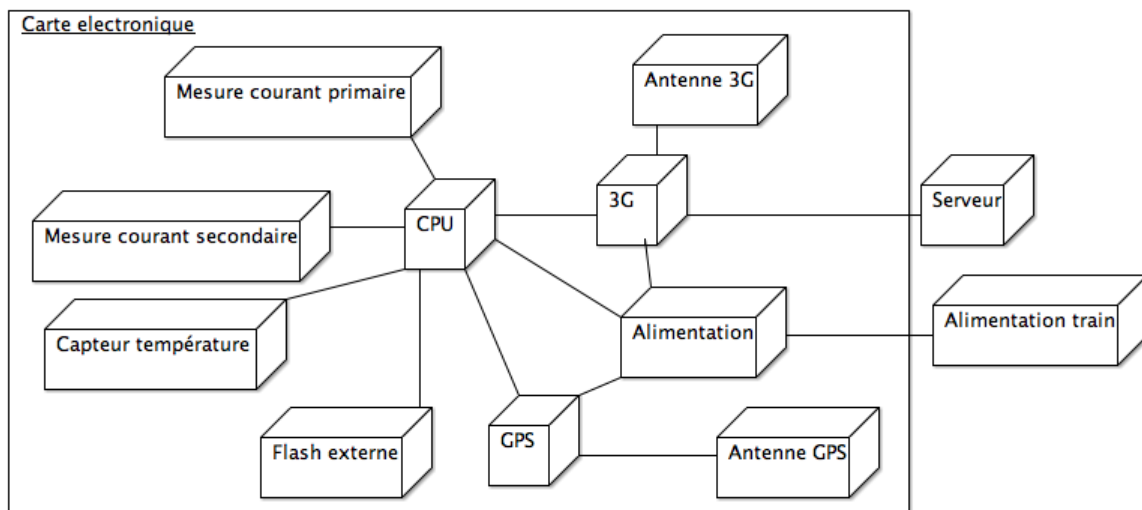 Carte electronique
Mesure courant primaire
Antenne 3G
3G
Serveur
CPU
Mesure courant secondaire
Alimentation
Alimentation train
Capteur température
GPS
Flash externe
Antenne GPS